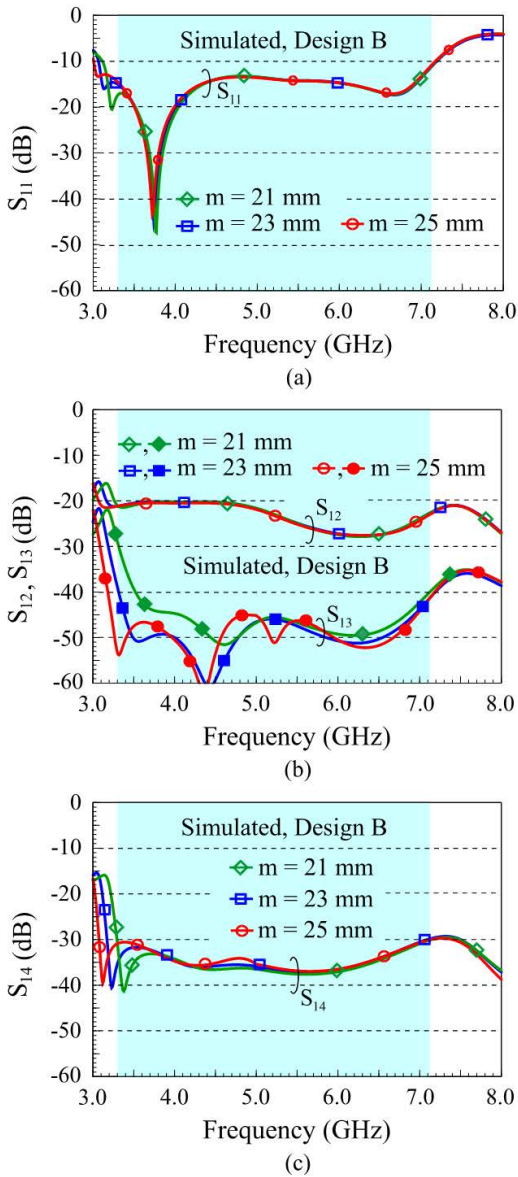 0
-10
-20
-30
-40
-50
-60
S11 (dB)
Simulated, Design B
S11
m = 21 mm
m = 23 mm m = 25 mm
3.0 4.0 5.0 6.0 7.0 8.0
Frequency (GHz)
(a)
0
-10
-20
-30
-40
-50
-60
S12, S13 (dB)
, m = 21 mm
, m = 23 mm , m = 25 mm
S12
Simulated, Design B
S13
3.0 4.0 5.0 6.0 7.0 8.0
Frequency (GHz)
(b)
0
-10
-20
-30
-40
-50
-60
S14 (dB)
Simulated, Design B
m = 21 mm
m = 23 mm
m = 25 mm
S14
3.0 4.0 5.0 6.0 7.0 8.0
Frequency (GHz)
(c)